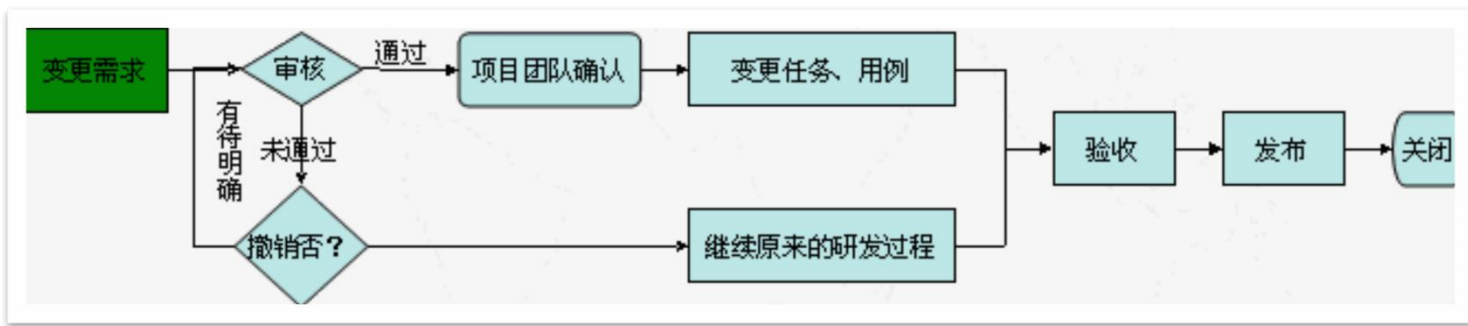 变更需求
审核
通过
项目团队确认
变更任务、用例
有待明确
未通过
验收
发布
关闭
撤销否？
继续原来的研发过程